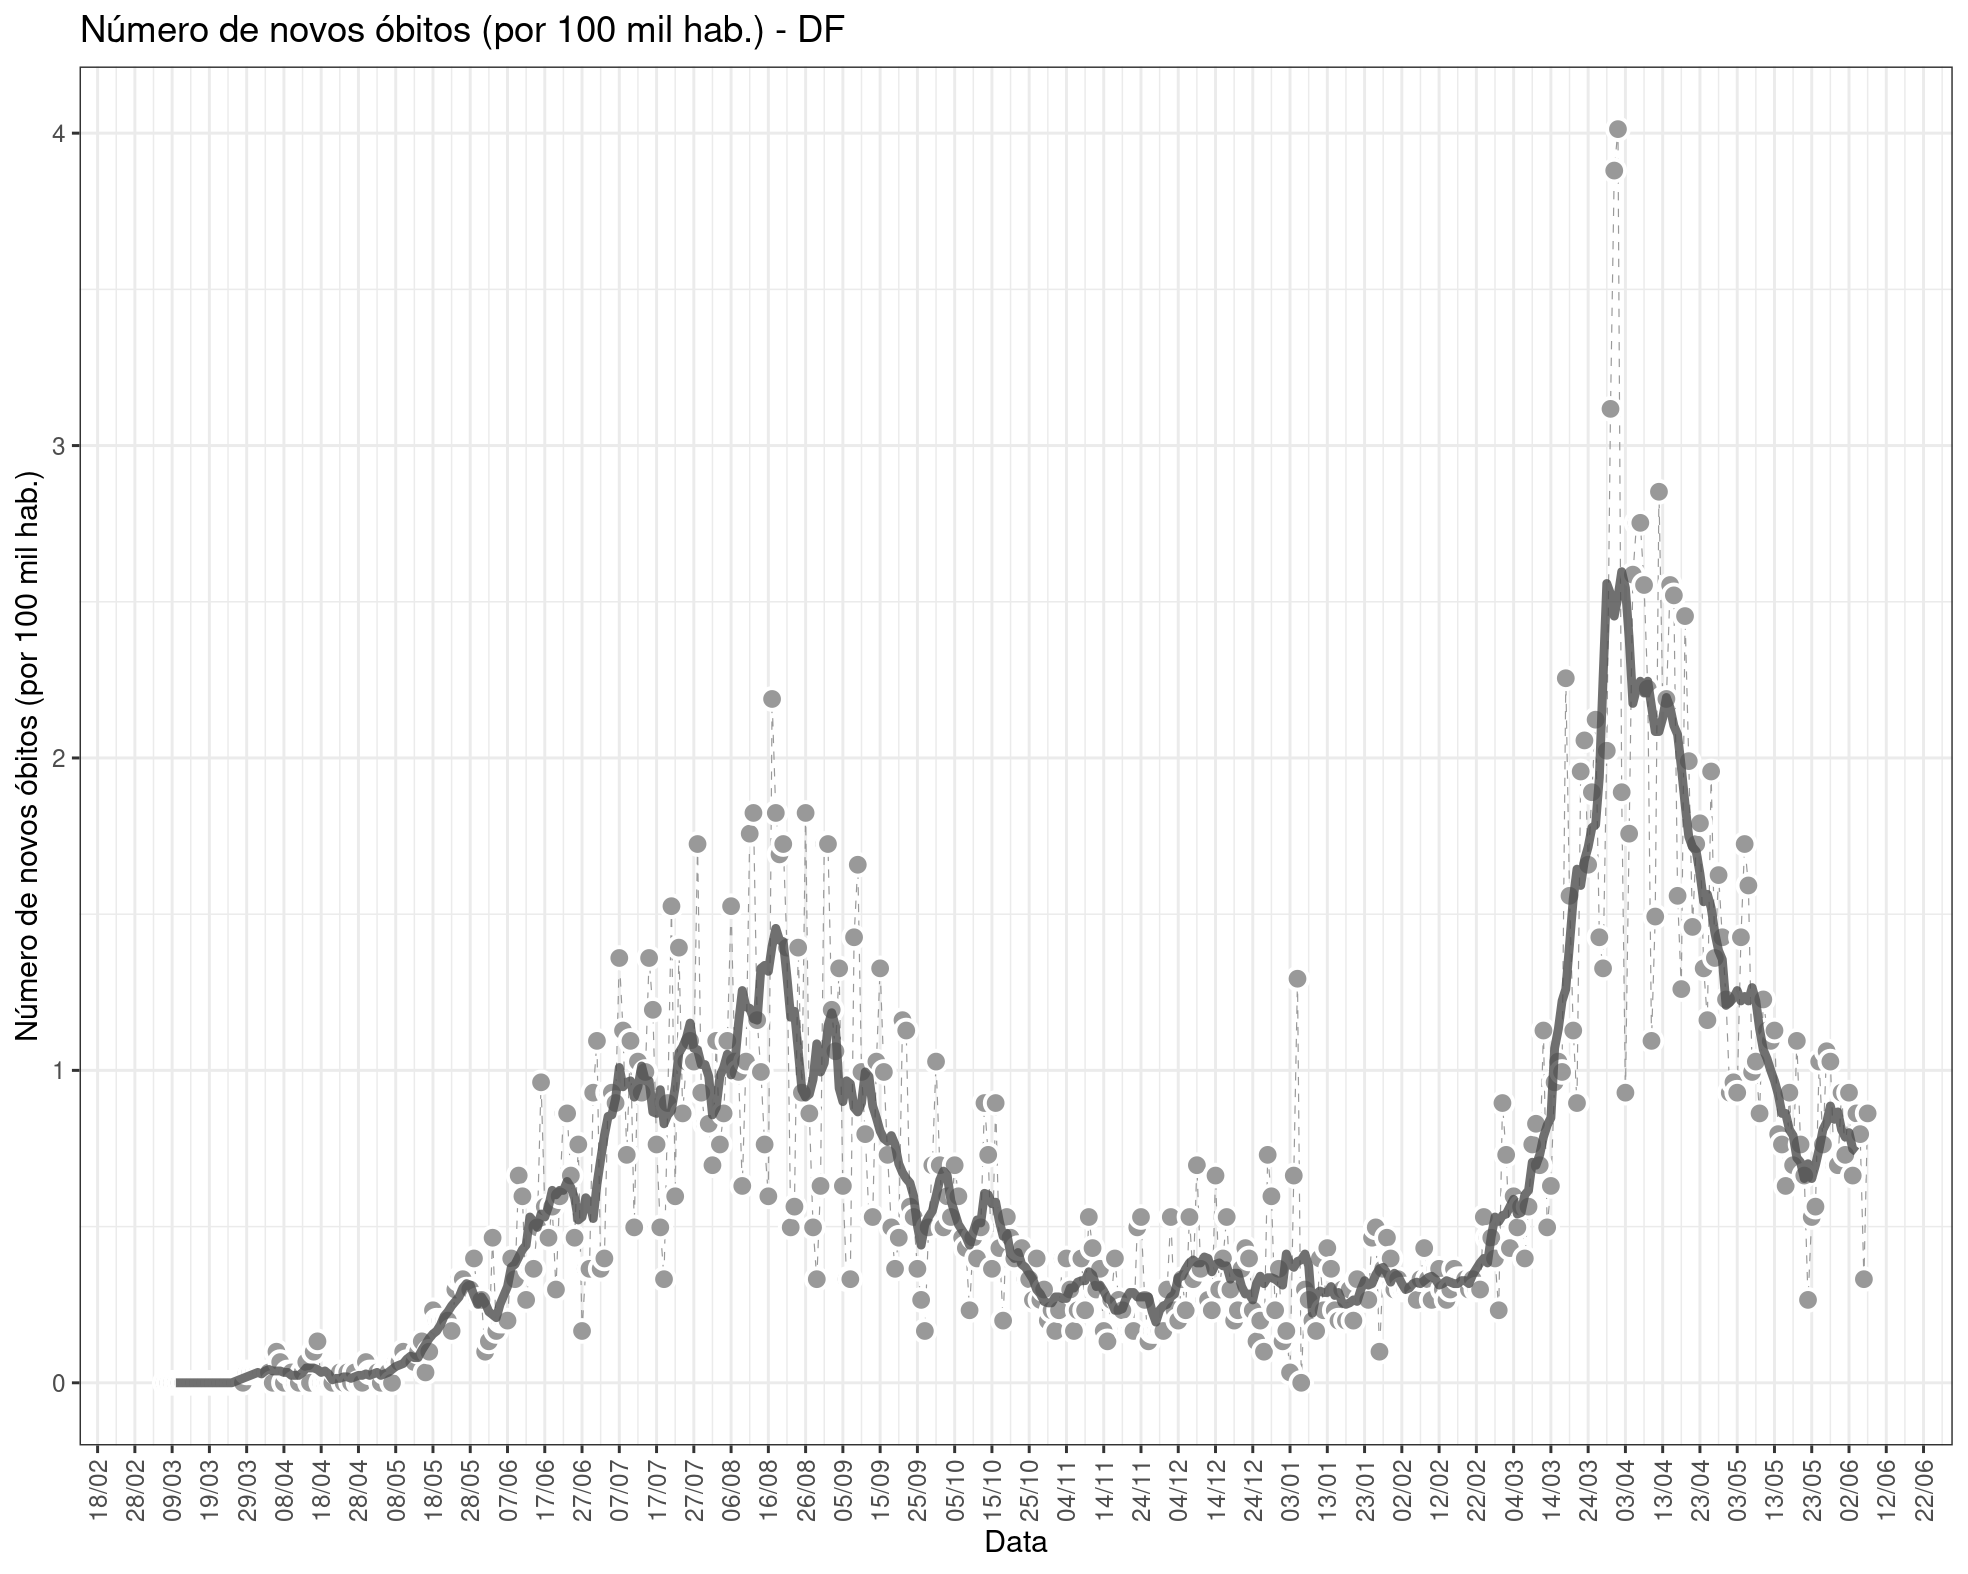 Número de novos óbitos (por 100 mil hab.) - DF
Número de novos óbitos (por 100 mil hab.)
4
3
2
1
0
18/02 28/02 09/03 19/03 29/03 08/04 18/04 28/04 08/05 18/05 28/05 07/06 17/06 27/06 07/07 17/07 27/07 06/08 16/08 26/08 05/09 15/09 25/09 05/10 15/10 25/10 04/11 14/11 24/11 04/12 14/12 24/12 03/01 13/01 23/01 02/02 12/02 22/02 04/03 14/03 24/03 03/04 13/04 23/04 03/05 13/05 23/05 02/06 12/06 22/06
Data